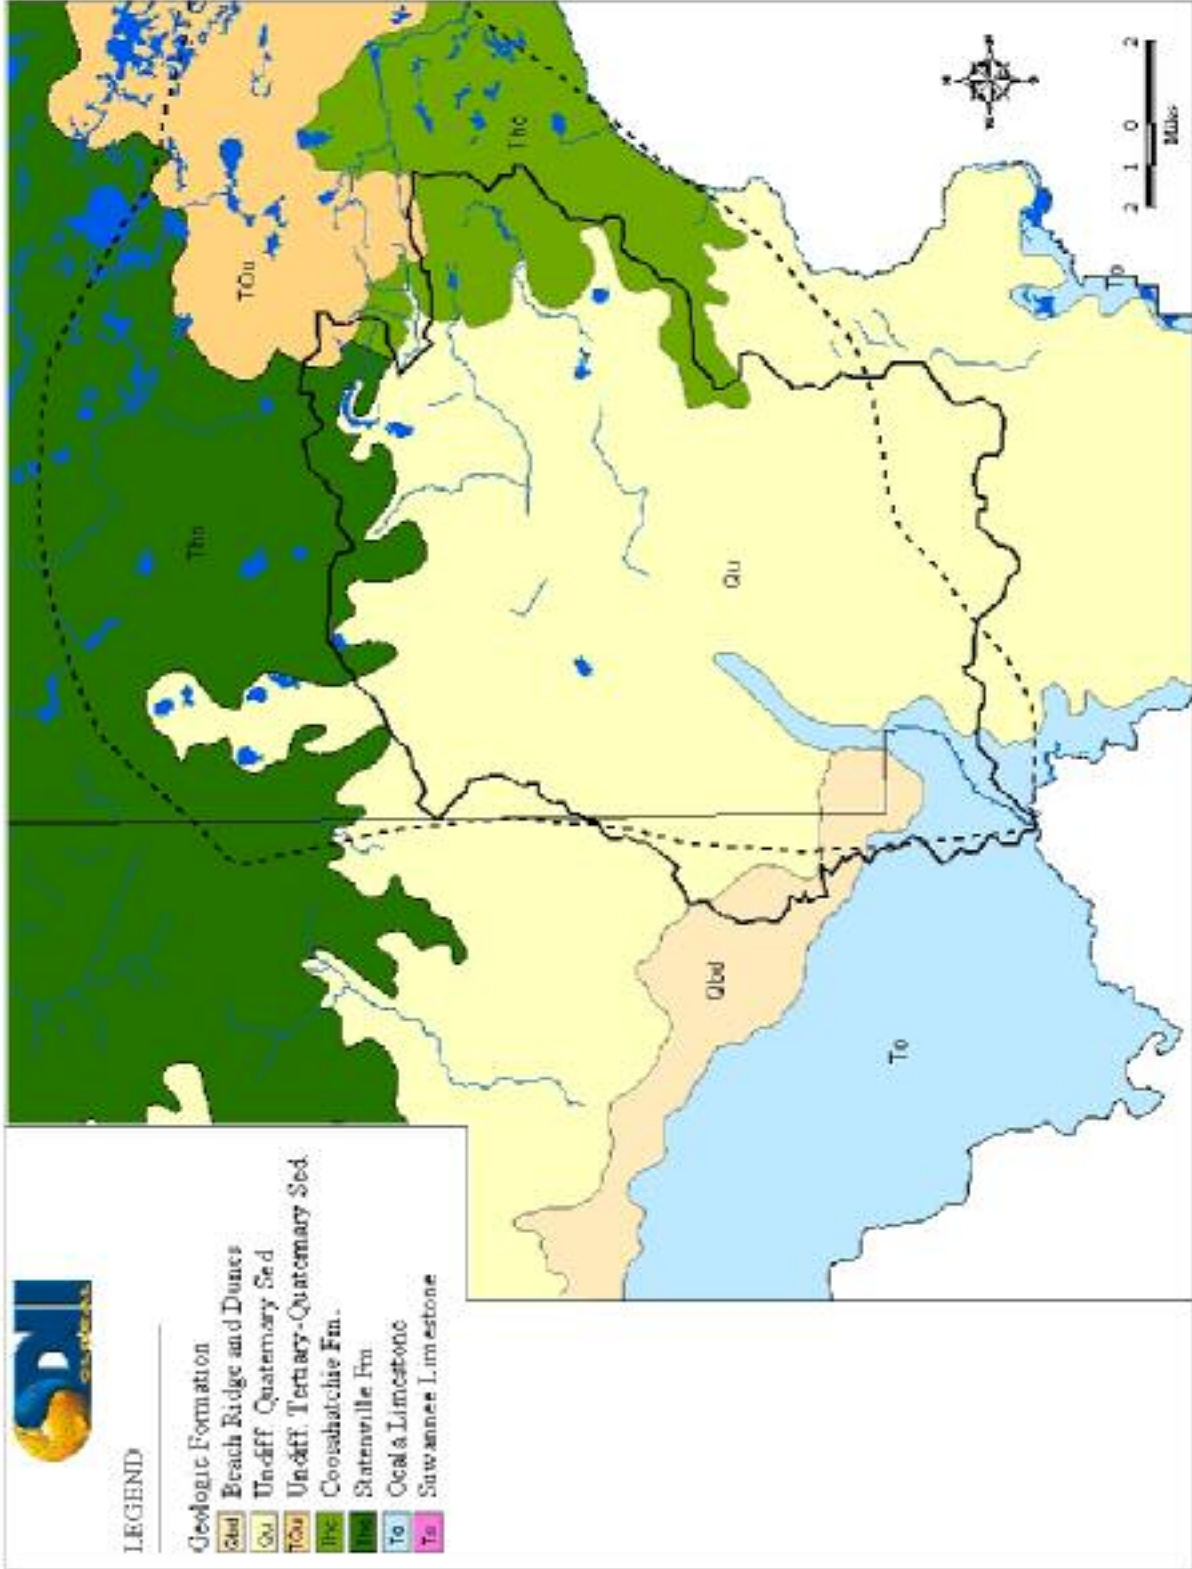 LEGEND
Geologic Formation
Qbd Beach Ridge and Dunes
Qu Undiff. Quaternary Sed
TQu Undiff. Tertiary-Quaternary Sed.
Thc Coosahatchie Fm.
Ths Statenville Fm
To Ocala Limestone
Ts Suwannee Limestone
Ths
TQu
Thc
Qu
Qbd
To
To
2 1 0 2
Miles